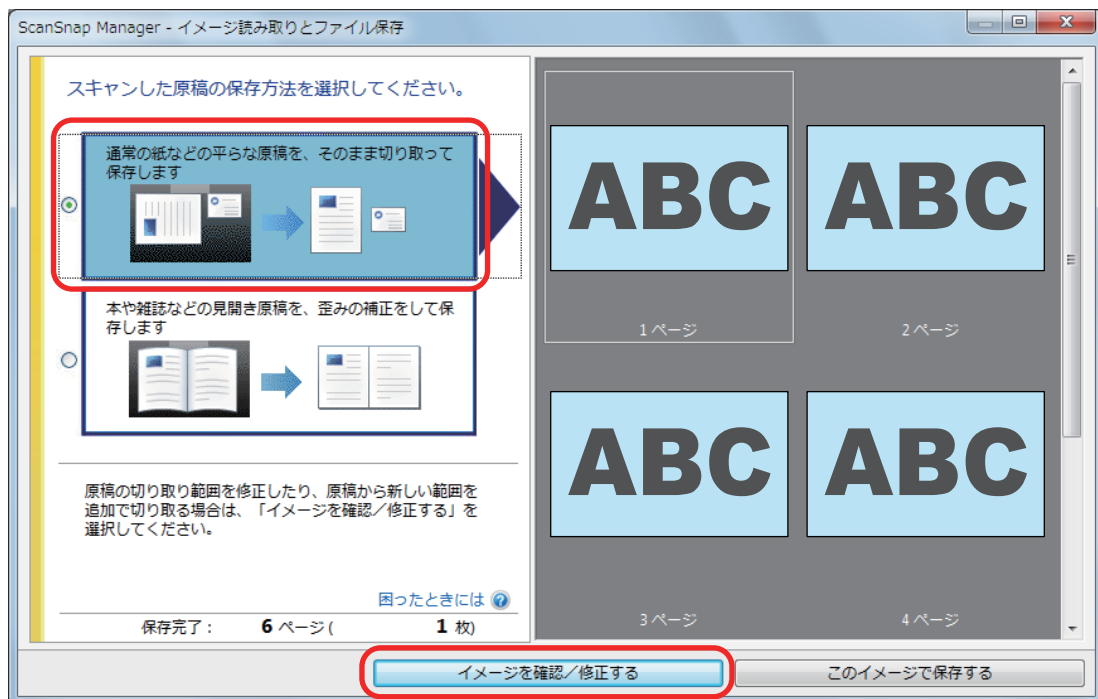 ScanSnap Manager - イメージ読み取りとファイル保存
スキャンした原稿の保存方法を選択してください。
通常の紙などの平らな原稿を、そのまま切り取って
保存します
本や雑誌などの見開き原稿を、歪みの補正をして保
存します
原稿の切り取り範囲を修正したり、原稿から新しい範囲を
追加で切り取る場合は、「イメージを確認／修正する」を
選択してください。
困ったときには ?
保存完了： 6 ページ ( 1 枚)
ABC ABC
1 ページ 2 ページ
ABC ABC
3 ページ 4 ページ
イメージを確認／修正する このイメージで保存する